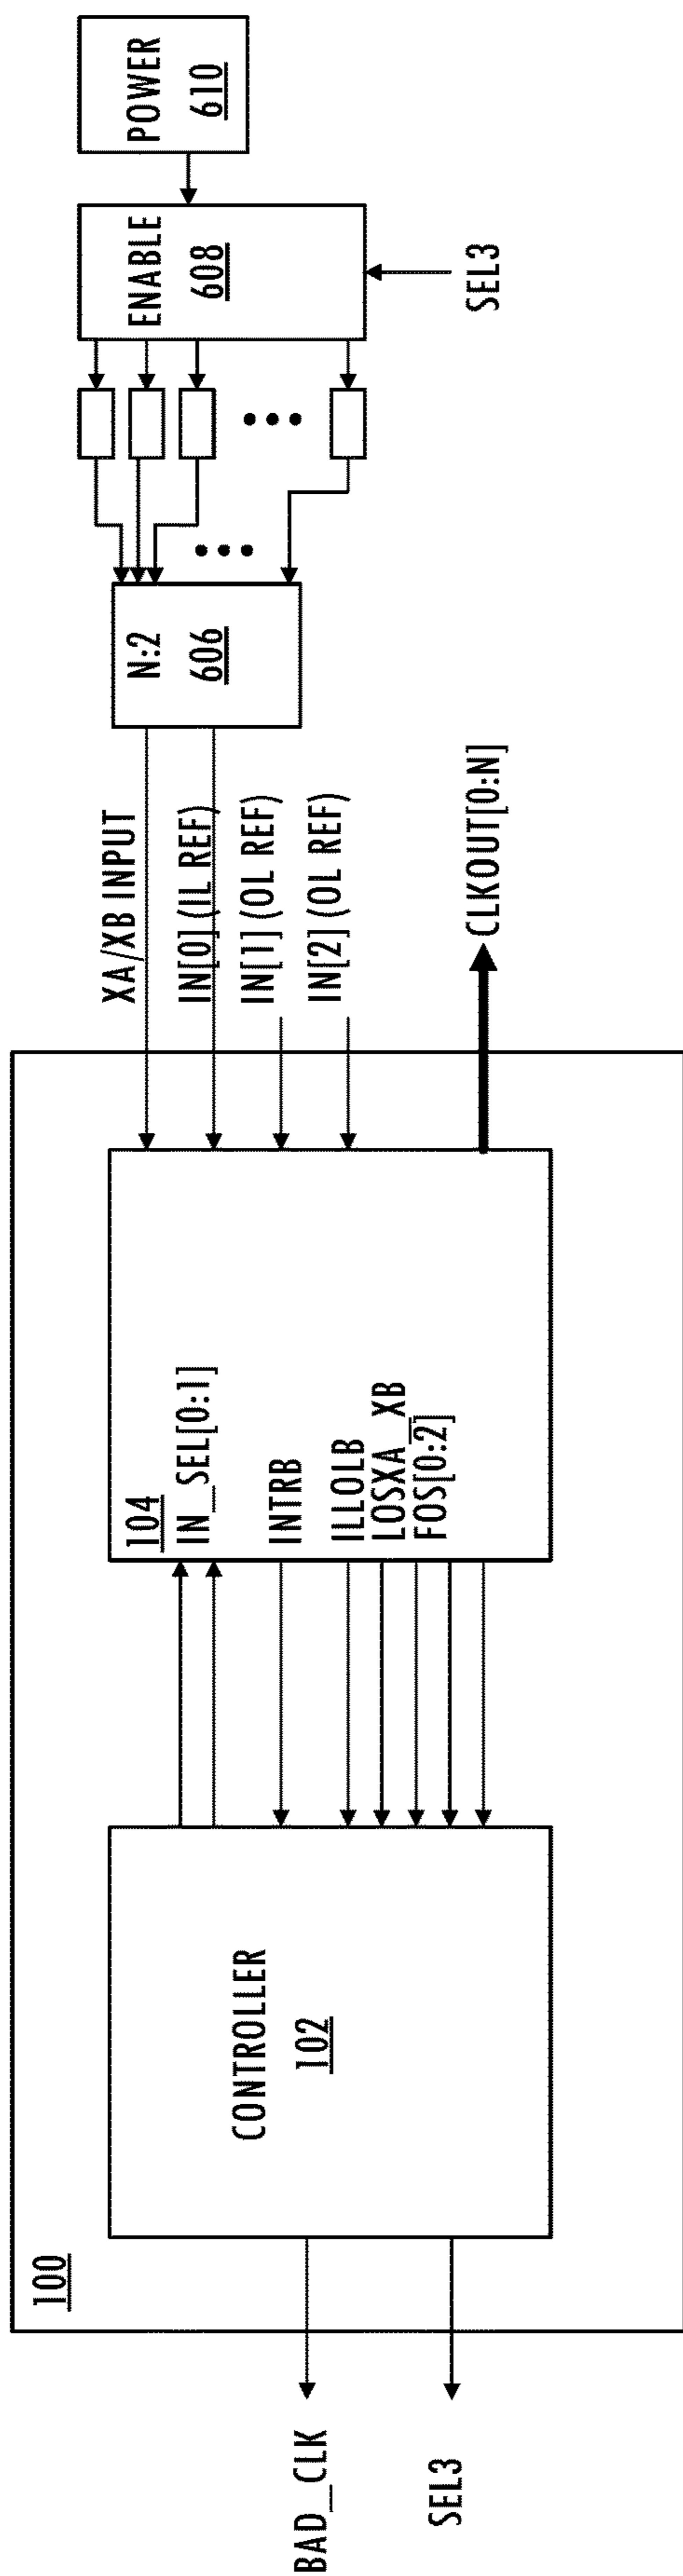 100
BAD_CLK
SEL3
CONTROLLER
102
104
IN_SEL[0:1]
INTRB
ILLOLB
LOSXA_XB
FOS[0:2]
XA/XB INPUT
IN[0] (IL REF)
IN[1] (OL REF)
IN[2] (OL REF)
CLKOUT[0:N]
N:2
606
ENABLE
608
SEL3
POWER
610